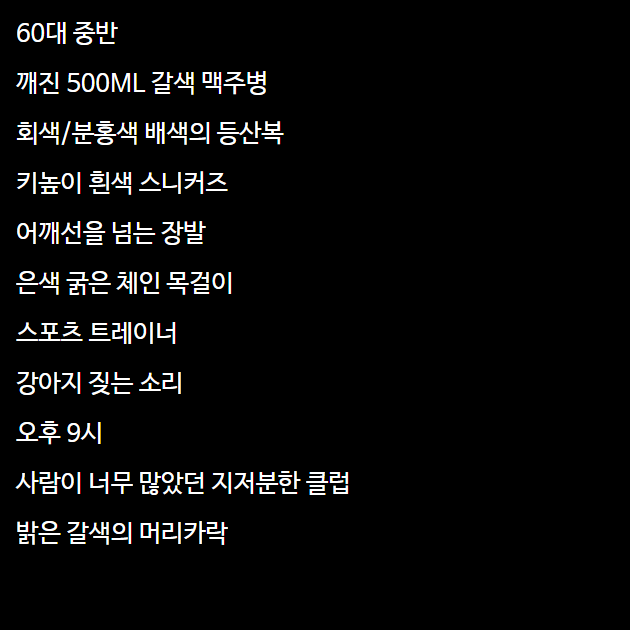 60대 중반
깨진 500ML 갈색 맥주병
회색/분홍색 배색의 등산복
키높이 흰색 스니커즈
어깨선을 넘는 장발
은색 굵은 체인 목걸이
스포츠 트레이너
강아지 짖는 소리
오후 9시
사람이 너무 많았던 지저분한 클럽
밝은 갈색의 머리카락